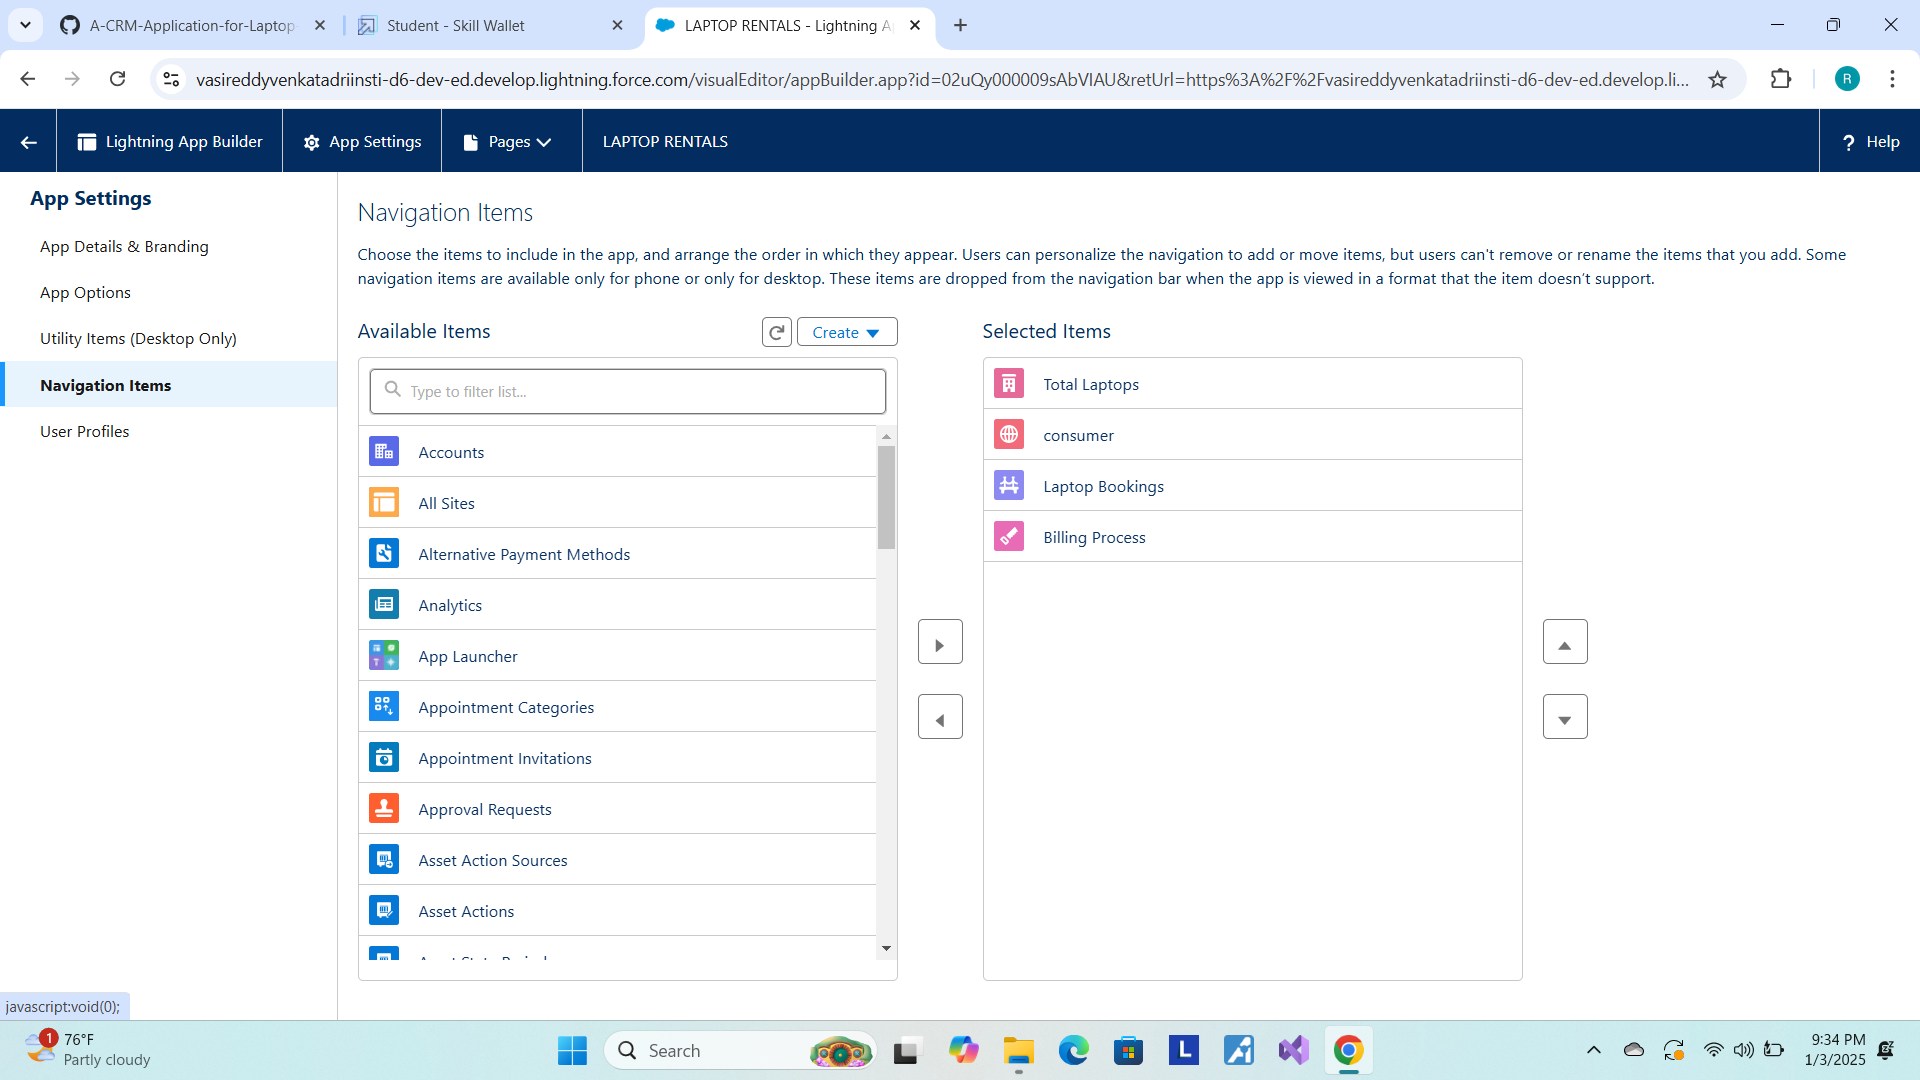 A-CRM-Application-for-Laptop-
Student - Skill Wallet
LAPTOP RENTALS - Lightning A
vasireddyvenkatadriinsti-d6-dev-ed.develop.lightning.force.com/visualEditor/appBuilder.app?id=02uQy000009sAbVIAU&retUrl=https%3A%2F%2Fvasireddyvenkatadriinsti-d6-dev-ed.develop.li...
R
Lightning App Builder
App Settings
Pages
LAPTOP RENTALS
? Help
App Settings
App Details & Branding
App Options
Utility Items (Desktop Only)
Navigation Items
User Profiles
Navigation Items
Choose the items to include in the app, and arrange the order in which they appear. Users can personalize the navigation to add or move items, but users can't remove or rename the items that you add. Some
navigation items are available only for phone or only for desktop. These items are dropped from the navigation bar when the app is viewed in a format that the item doesn't support.
Available Items
Create
Type to filter list...
Accounts
All Sites
Alternative Payment Methods
Analytics
App Launcher
Appointment Categories
Appointment Invitations
Approval Requests
Asset Action Sources
Asset Actions
Selected Items
Total Laptops
consumer
Laptop Bookings
Billing Process
javascript:void(0);
1
76°F
Partly cloudy
Search
L
9:34 PM
1/3/2025